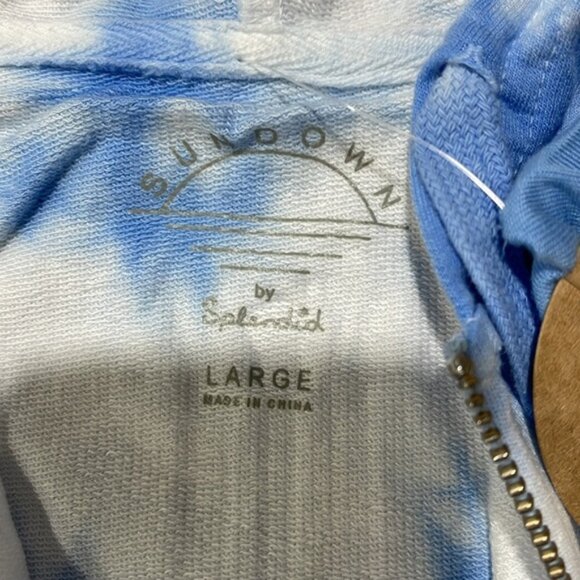 SUNDOWN
by
Splendid
LARGE
MADE IN CHINA